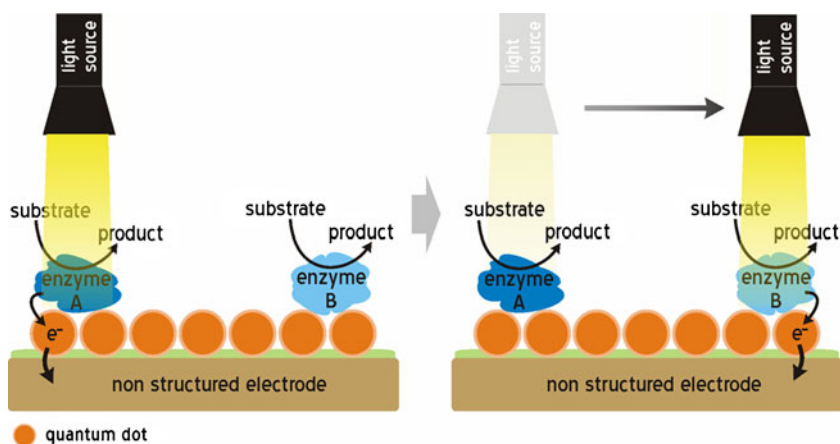 light
source
substrate
product
enzyme
A
e⁻
substrate
product
enzyme
B
non structured electrode
quantum dot
light
source
light
source
substrate
product
enzyme
A
substrate
product
enzyme
B
e⁻
non structured electrode